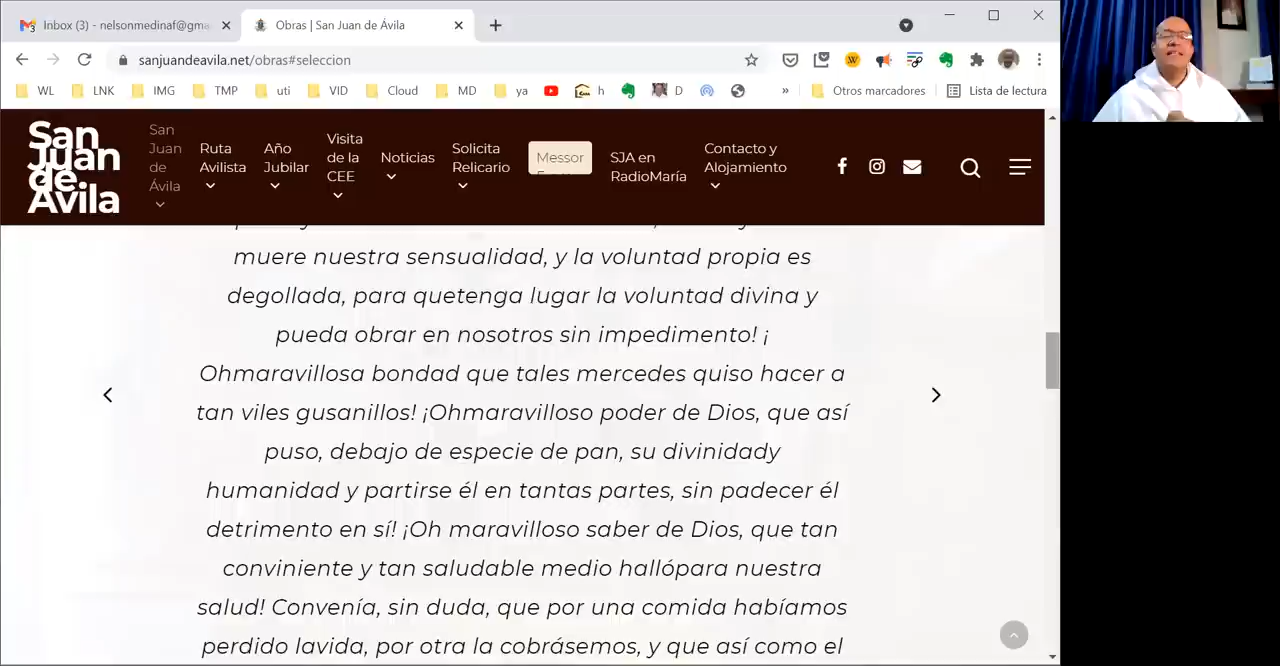 Inbox (3) - nelsonmedinaf@gma
Obras | San Juan de Ávila
sanjuandeavila.net/obras#seleccion
WL
LNK
IMG
TMP
uti
VID
Cloud
MD
ya
h
D
»
Otros marcadores
Lista de lectura
San
Juan
de
Ávila
San
Juan
de
Ávila
Ruta
Avilista
Año
Jubilar
Visita
de la
CEE
Noticias
Solicita
Relicario
Messor
SJA en
RadioMaría
Contacto y
Alojamiento
muere nuestra sensualidad, y la voluntad propia es
degollada, para quetenga lugar la voluntad divina y
pueda obrar en nosotros sin impedimento! ¡
Ohmaravillosa bondad que tales mercedes quiso hacer a
tan viles gusanillos! ¡Ohmaravilloso poder de Dios, que así
puso, debajo de especie de pan, su divinidady
humanidad y partirse él en tantas partes, sin padecer él
detrimento en sí! ¡Oh maravilloso saber de Dios, que tan
conviniente y tan saludable medio hallópara nuestra
salud! Convenía, sin duda, que por una comida habíamos
perdido lavida, por otra la cobrásemos, y que así como el